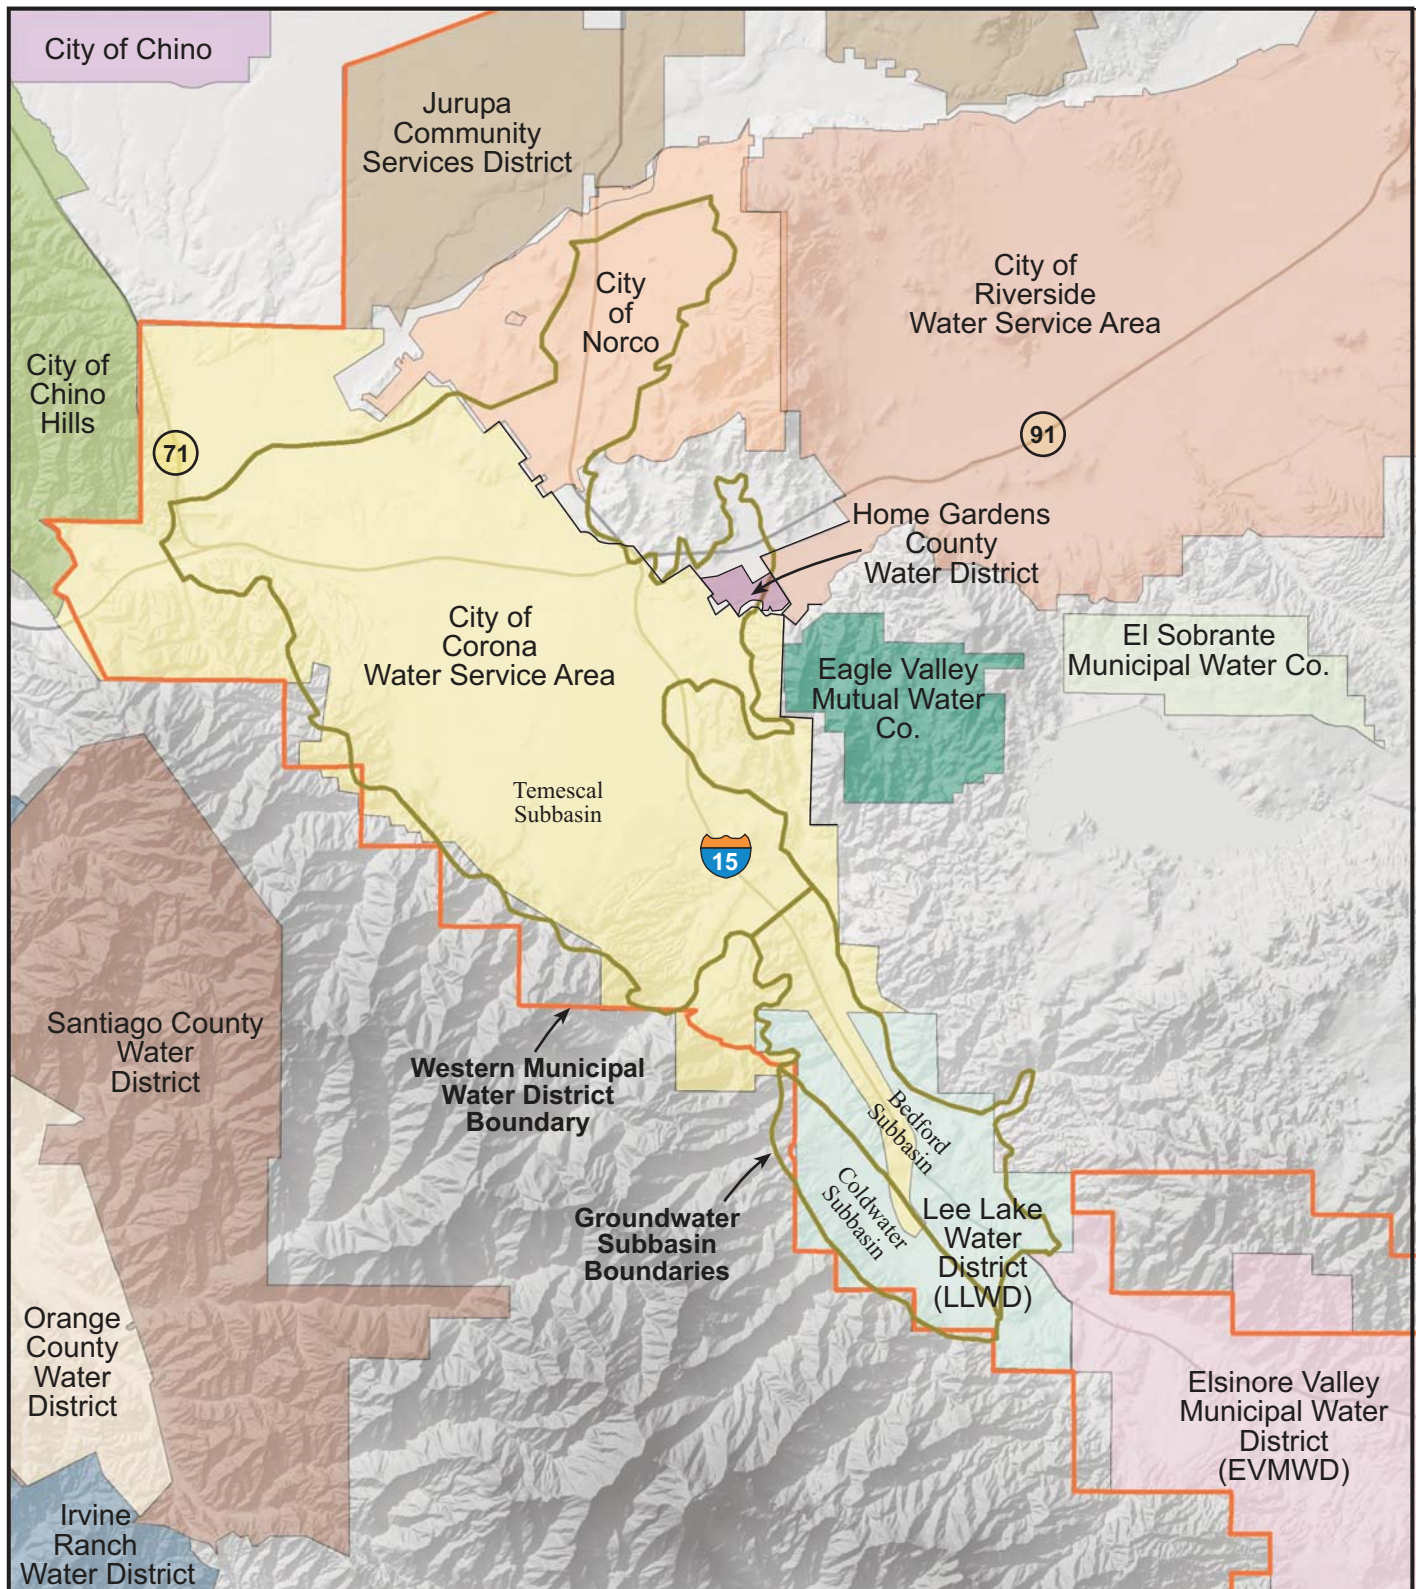 City of Chino
Jurupa
Community
Services District
City of
Norco
City of
Riverside
Water Service Area
City of
Chino
Hills
71
91
Home Gardens
County
Water District
City of
Corona
Water Service Area
El Sobrante
Municipal Water Co.
Eagle Valley
Mutual Water
Co.
Temescal
Subbasin
15
Santiago County
Water
District
Western Municipal
Water District
Boundary
Bedford
Subbasin
Coldwater
Subbasin
Groundwater
Subbasin
Boundaries
Lee Lake
Water
District
(LLWD)
Orange
County
Water
District
Elsinore Valley
Municipal Water
District
(EVMWD)
Irvine
Ranch
Water District